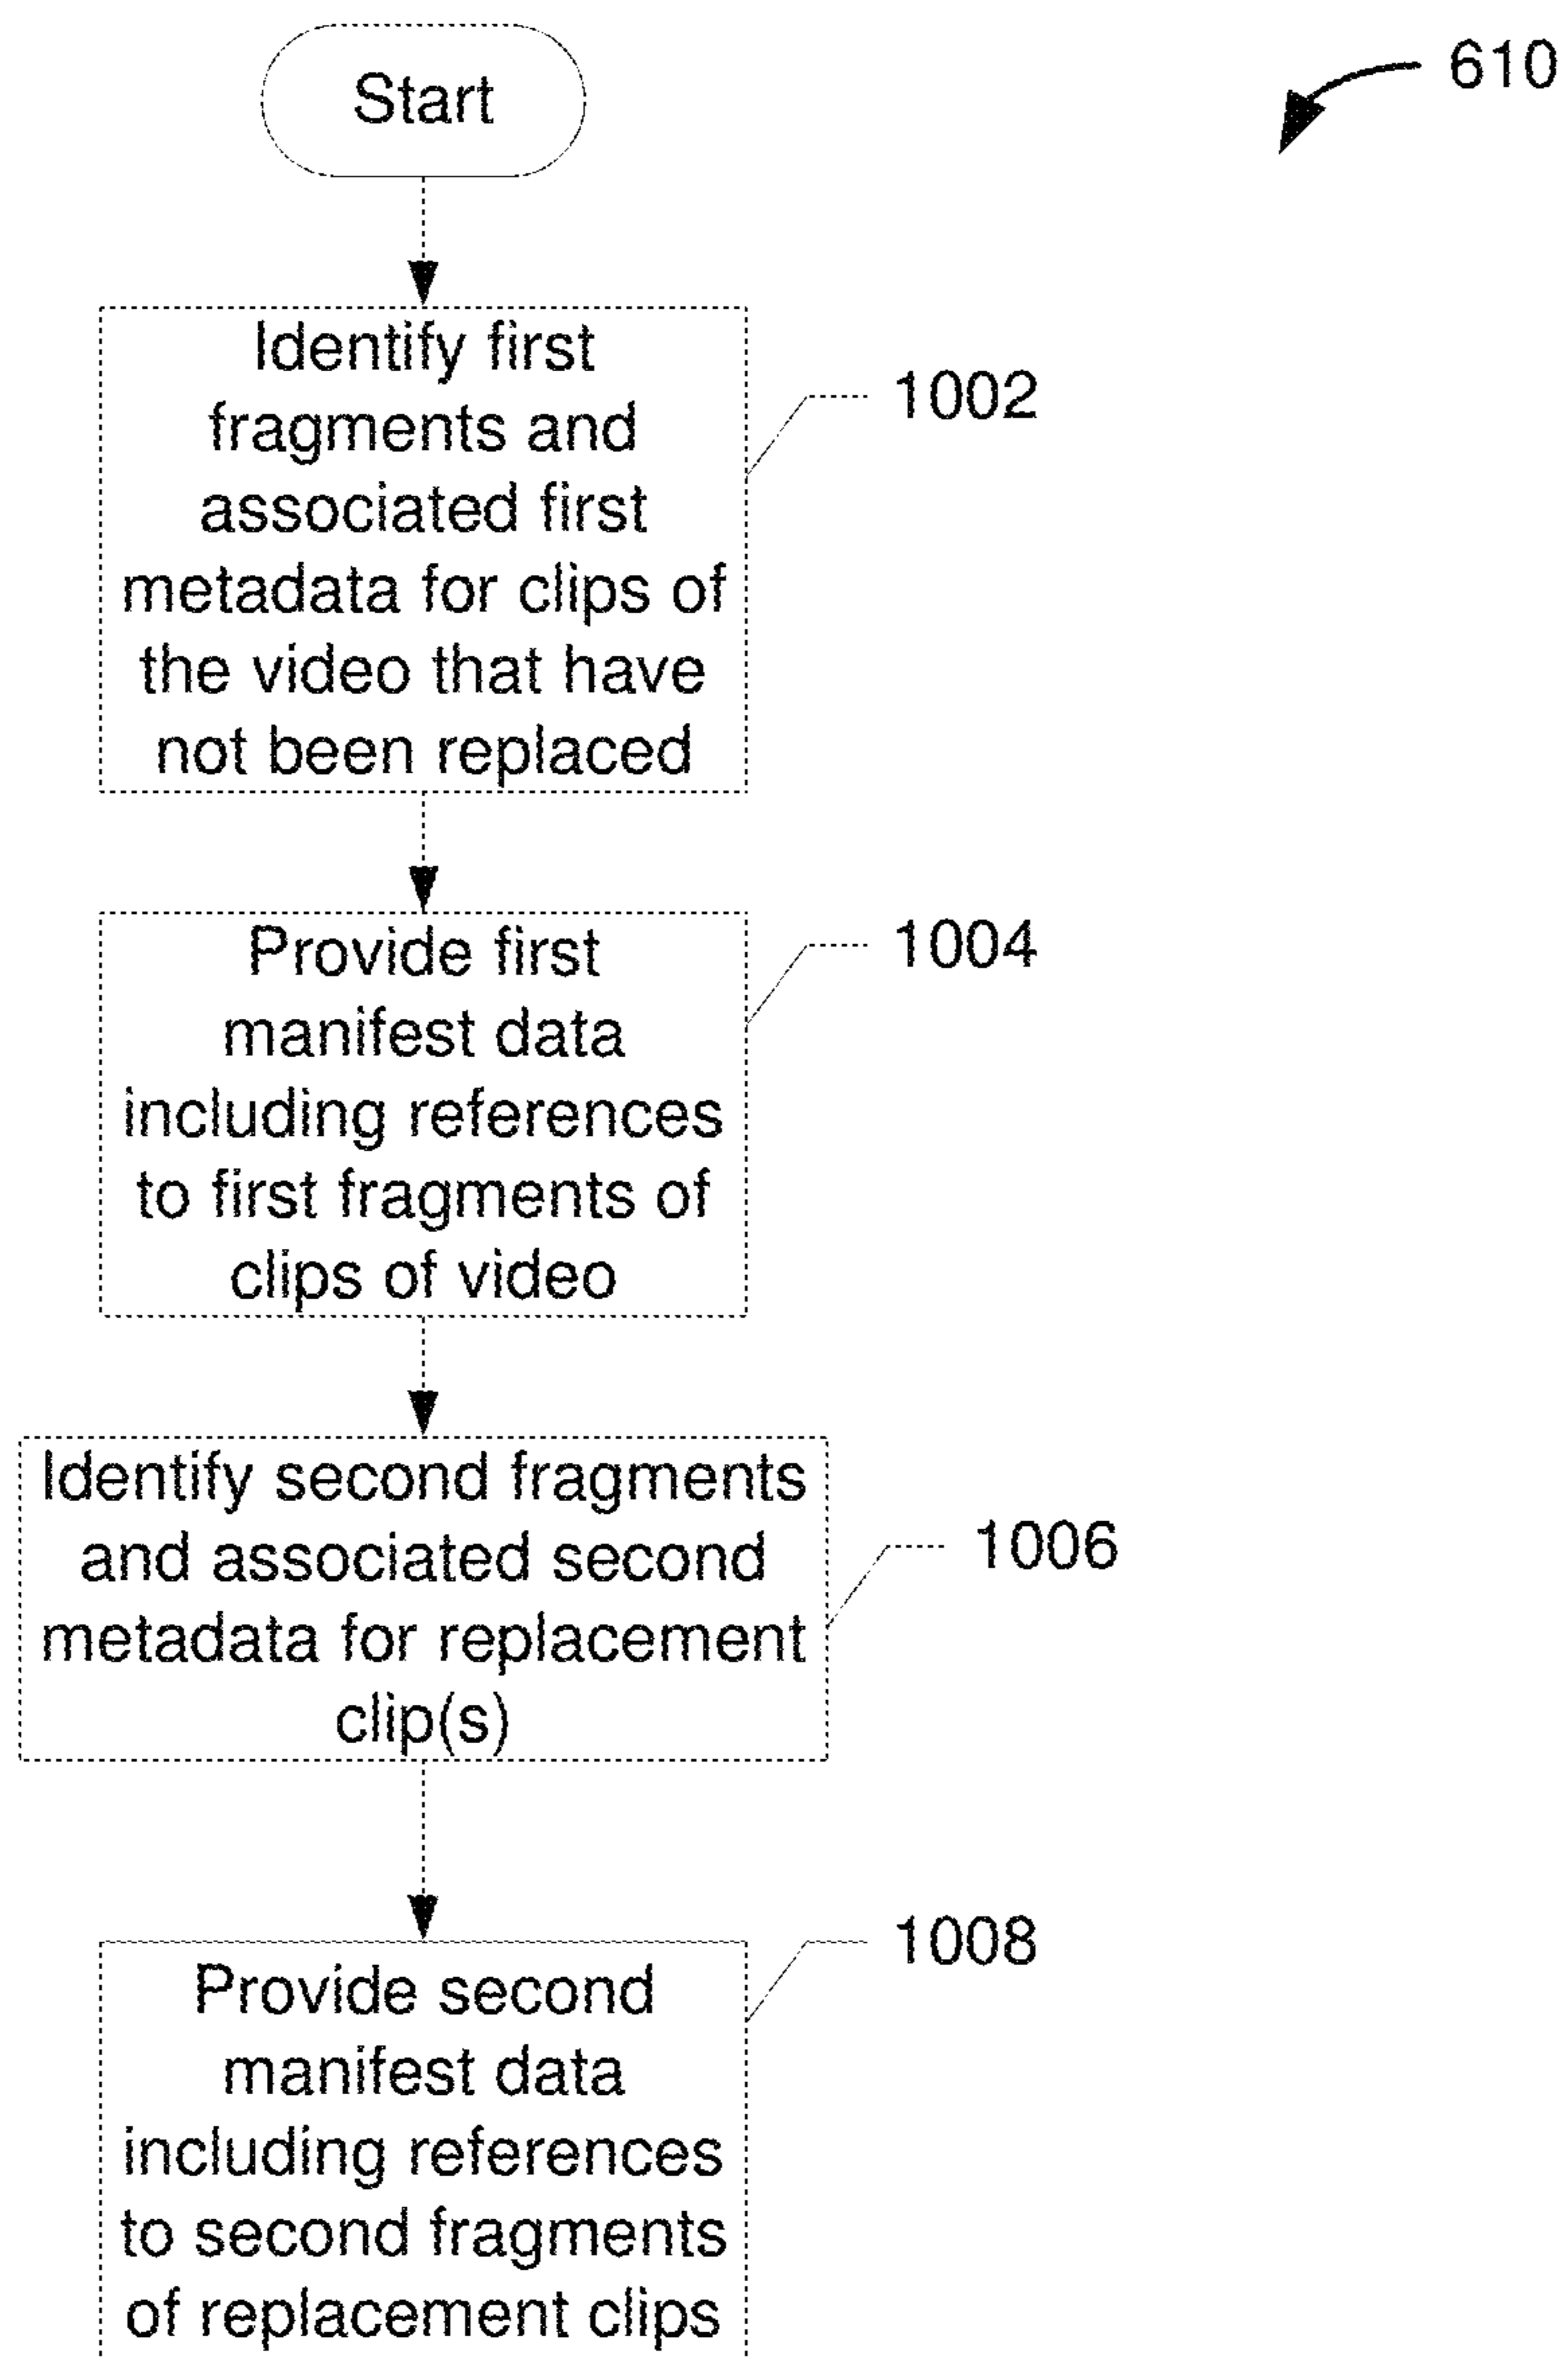 Start
610
Identify first
fragments and
associated first
metadata for clips of
the video that have
not been replaced
1002
Provide first
manifest data
including references
to first fragments of
clips of video
1004
Identify second fragments
and associated second
metadata for replacement
clip(s)
1006
Provide second
manifest data
including references
to second fragments
of replacement clips
1008